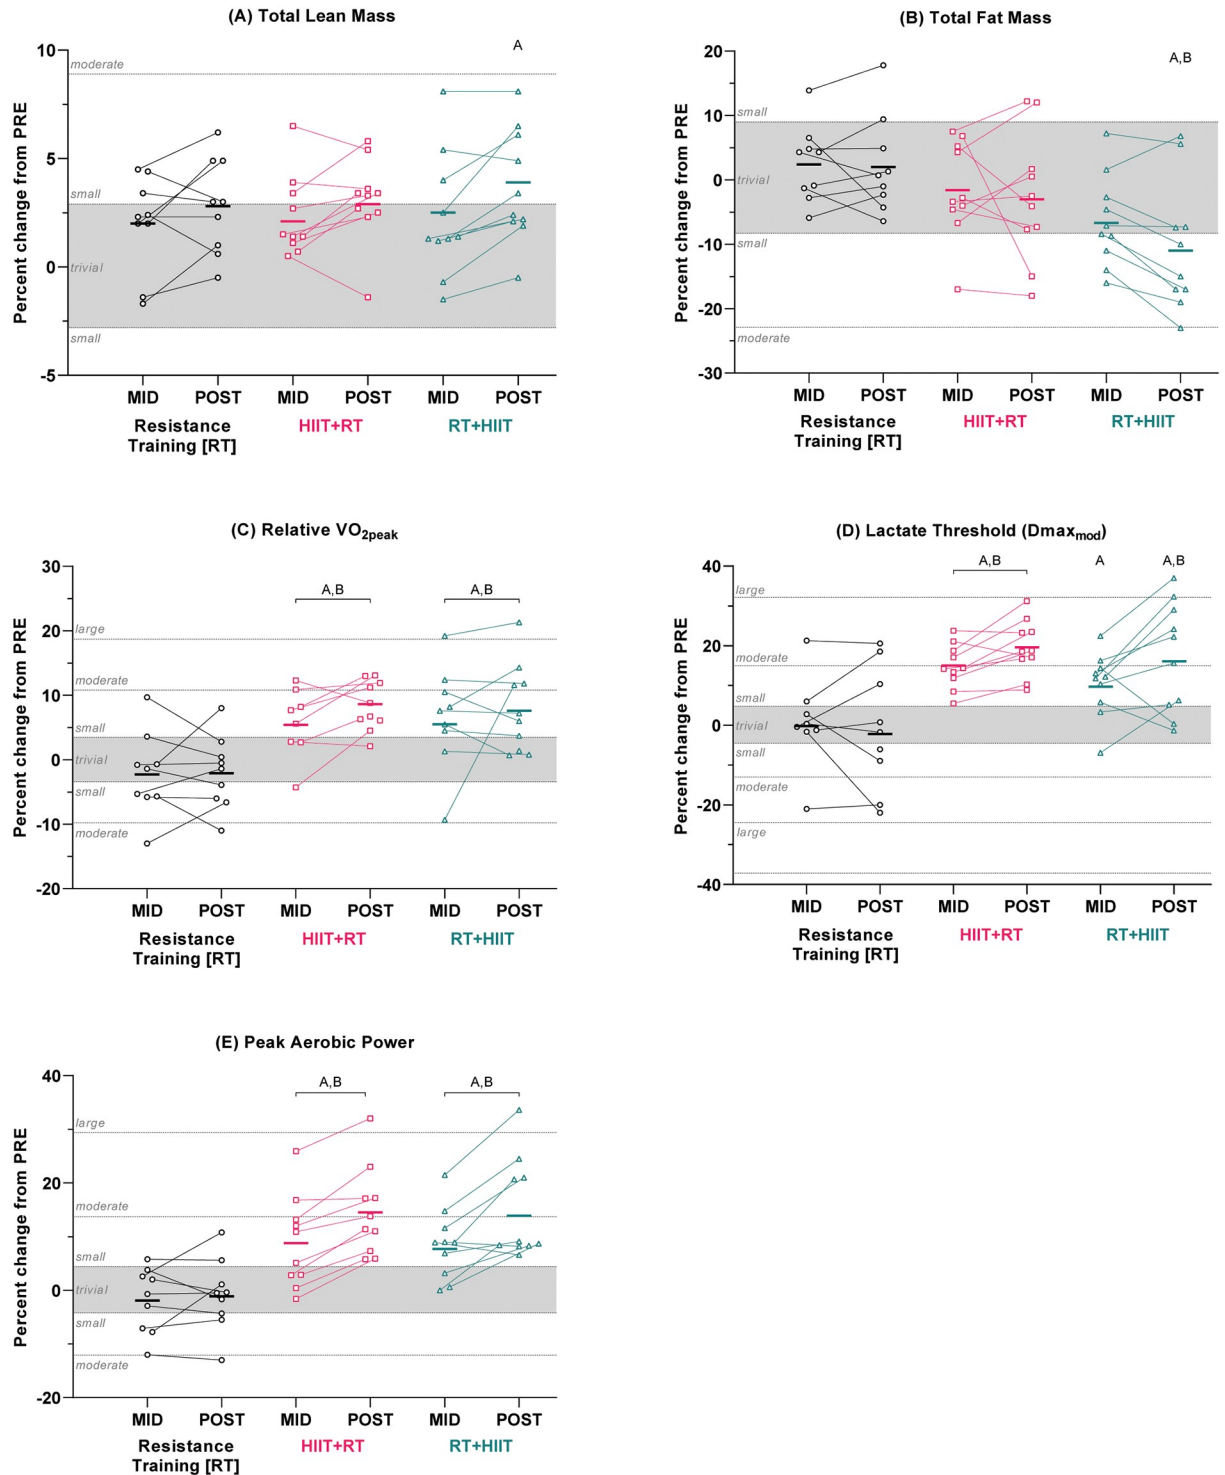 (A) Total Lean Mass
Percent change from PRE
10
5
0
-5
moderate
small
trivial
small
A
MID POST MID POST MID POST
Resistance
Training [RT]
HIIT+RT
RT+HIIT
(B) Total Fat Mass
Percent change from PRE
20
10
0
-10
-20
-30
small
trivial
small
moderate
A,B
MID POST MID POST MID POST
Resistance
Training [RT]
HIIT+RT
RT+HIIT
(C) Relative VO2peak
Percent change from PRE
30
20
10
0
-10
-20
large
moderate
small
trivial
small
moderate
A,B
A,B
MID POST MID POST MID POST
Resistance
Training [RT]
HIIT+RT
RT+HIIT
(D) Lactate Threshold (Dmaxmod)
Percent change from PRE
40
20
0
-20
-40
large
moderate
small
trivial
small
moderate
large
A,B
A
A,B
MID POST MID POST MID POST
Resistance
Training [RT]
HIIT+RT
RT+HIIT
(E) Peak Aerobic Power
Percent change from PRE
40
20
0
-20
large
moderate
small
trivial
small
moderate
A,B
A,B
MID POST MID POST MID POST
Resistance
Training [RT]
HIIT+RT
RT+HIIT